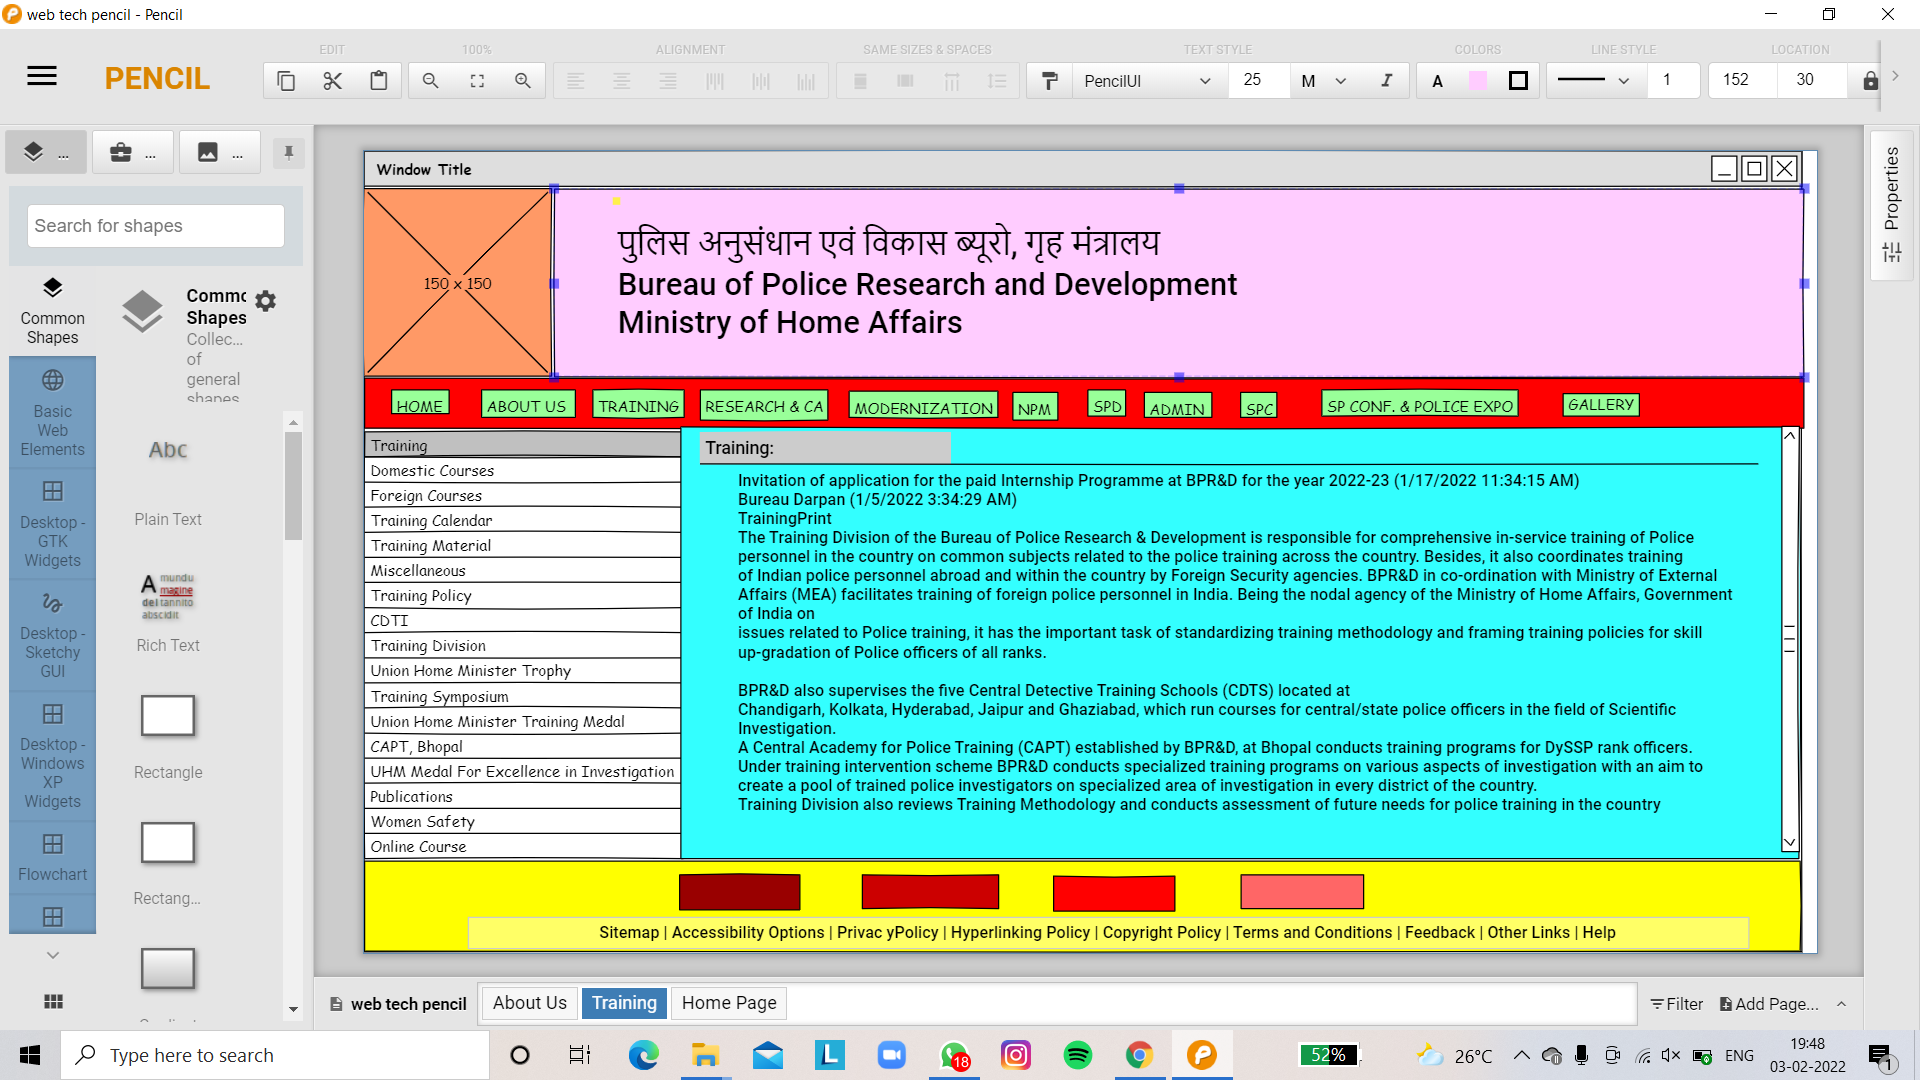 web tech pencil - Pencil
EDIT
100%
ALIGNMENT
SAME SIZES & SPACES
TEXT STYLE
COLORS
LINE STYLE
LOCATION
PENCIL
PencilUI
25
M
I
A
1
152
30
...
...
...
Search for shapes
Common Shapes
Basic Web Elements
Desktop - GTK Widgets
Desktop - Sketchy GUI
Desktop - Windows XP Widgets
Flowchart
Shapes
Collec...
of
general
shapes
Abc
Plain Text
A mundu
magine
del tannito
abscidit
Rich Text
Rectangle
Rectang...
Window Title
150 x 150
पुलिस अनुसंधान एवं विकास ब्यूरो, गृह मंत्रालय
Bureau of Police Research and Development
Ministry of Home Affairs
HOME
ABOUT US
TRAINING
RESEARCH & CA
MODERNIZATION
NPM
SPD
ADMIN
SPC
SP CONF. & POLICE EXPO
GALLERY
Training
Domestic Courses
Foreign Courses
Training Calendar
Training Material
Miscellaneous
Training Policy
CDTI
Training Division
Union Home Minister Trophy
Training Symposium
Union Home Minister Training Medal
CAPT, Bhopal
UHM Medal For Excellence in Investigation
Publications
Women Safety
Online Course
Training:
Invitation of application for the paid Internship Programme at BPR&D for the year 2022-23 (1/17/2022 11:34:15 AM)
Bureau Darpan (1/5/2022 3:34:29 AM)
TrainingPrint
The Training Division of the Bureau of Police Research & Development is responsible for comprehensive in-service training of Police
personnel in the country on common subjects related to the police training across the country. Besides, it also coordinates training
of Indian police personnel abroad and within the country by Foreign Security agencies. BPR&D in co-ordination with Ministry of External
Affairs (MEA) facilitates training of foreign police personnel in India. Being the nodal agency of the Ministry of Home Affairs, Government
of India on
issues related to Police training, it has the important task of standardizing training methodology and framing training policies for skill
up-gradation of Police officers of all ranks.
BPR&D also supervises the five Central Detective Training Schools (CDTS) located at
Chandigarh, Kolkata, Hyderabad, Jaipur and Ghaziabad, which run courses for central/state police officers in the field of Scientific
Investigation.
A Central Academy for Police Training (CAPT) established by BPR&D, at Bhopal conducts training programs for DySSP rank officers.
Under training intervention scheme BPR&D conducts specialized training programs on various aspects of investigation with an aim to
create a pool of trained police investigators on specialized area of investigation in every district of the country.
Training Division also reviews Training Methodology and conducts assessment of future needs for police training in the country
Sitemap | Accessibility Options | Privac yPolicy | Hyperlinking Policy | Copyright Policy | Terms and Conditions | Feedback | Other Links | Help
Properties
web tech pencil
About Us
Training
Home Page
Filter
Add Page...
Type here to search
L
18
52%
26°C
ENG
19:48
03-02-2022
1